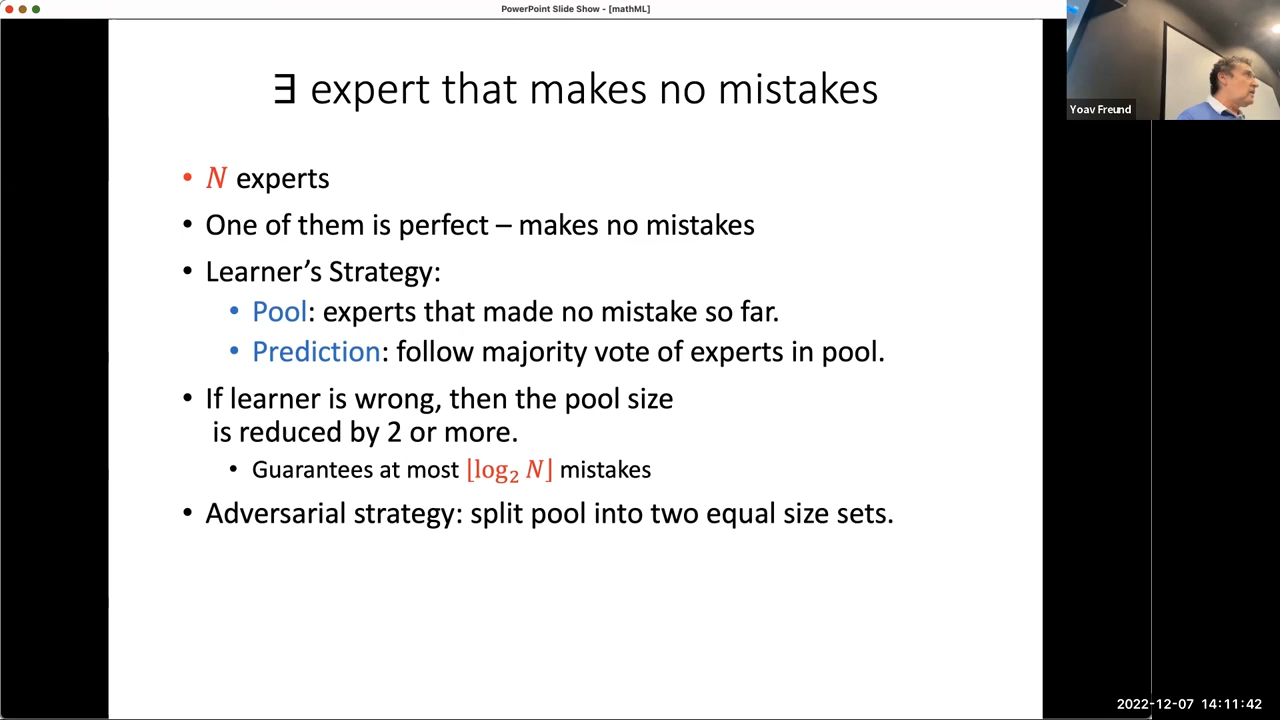 PowerPoint Slide Show - [mathML]
Yoav Freund
∃ expert that makes no mistakes
• N experts
• One of them is perfect – makes no mistakes
• Learner's Strategy:
• Pool: experts that made no mistake so far.
• Prediction: follow majority vote of experts in pool.
• If learner is wrong, then the pool size
is reduced by 2 or more.
• Guarantees at most ⌊log₂ N⌋ mistakes
• Adversarial strategy: split pool into two equal size sets.
2022-12-07 14:11:42